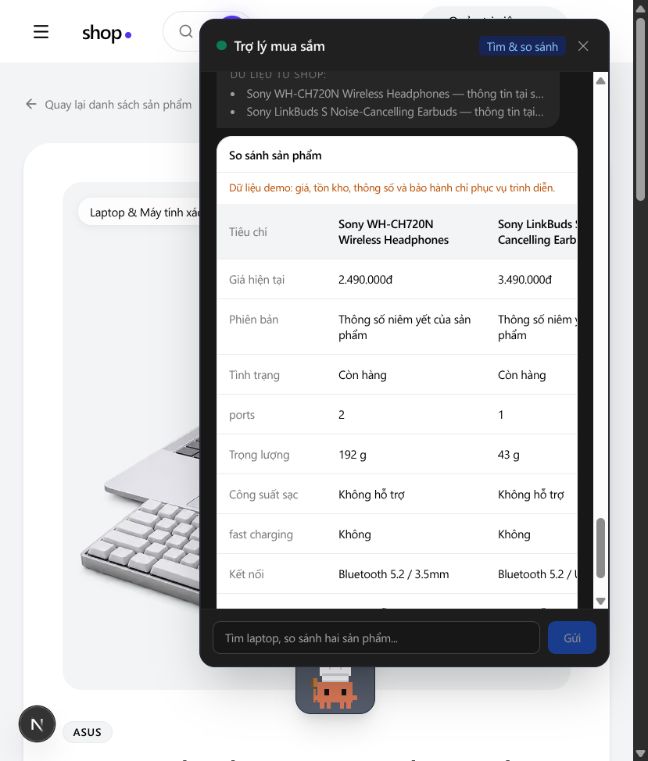 shop
Trợ lý mua sắm
Tìm & so sánh
Quay lại danh sách sản phẩm
DỮ LIỆU TỪ SHOP:
Sony WH-CH720N Wireless Headphones — thông tin tại s...
Sony LinkBuds S Noise-Cancelling Earbuds — thông tin tại...
Laptop & Máy tính xác
So sánh sản phẩm
Dữ liệu demo: giá, tồn kho, thông số và bảo hành chỉ phục vụ trình diễn.
Tiêu chí
Sony WH-CH720N Wireless Headphones
Sony LinkBuds S
Cancelling Earb
Giá hiện tại
2.490.000đ
3.490.000đ
Phiên bản
Thông số niêm yết của sản phẩm
Thông số niêm y
phẩm
Tình trạng
Còn hàng
Còn hàng
ports
2
1
Trọng lượng
192 g
43 g
Công suất sạc
Không hỗ trợ
Không hỗ trợ
fast charging
Không
Không
Kết nối
Bluetooth 5.2 / 3.5mm
Bluetooth 5.2 /
Tìm laptop, so sánh hai sản phẩm...
Gửi
N
ASUS